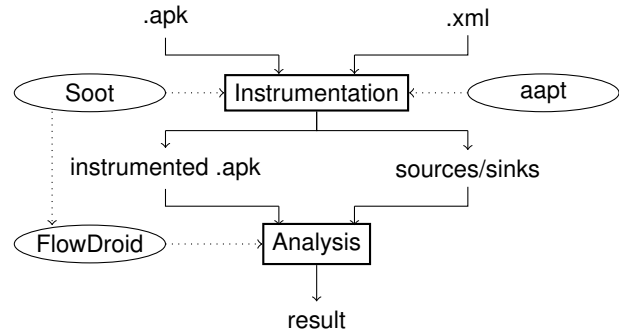 .apk .xml
Soot Instrumentation aapt
instrumented .apk sources/sinks
FlowDroid Analysis
result